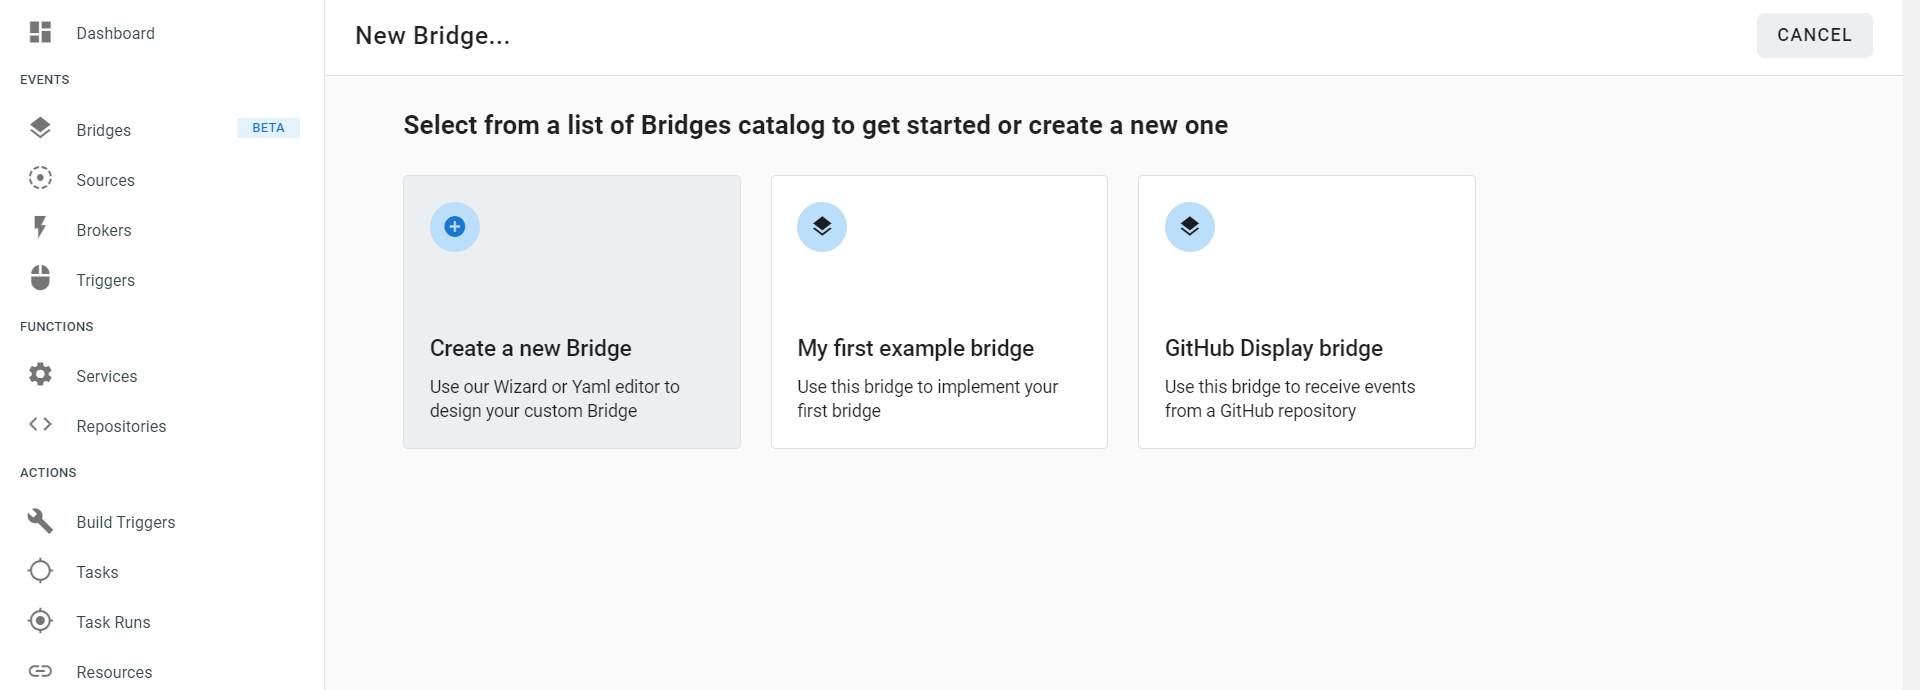 Dashboard
EVENTS
Bridges
BETA
Sources
Brokers
Triggers
FUNCTIONS
Services
Repositories
ACTIONS
Build Triggers
Tasks
Task Runs
Resources
New Bridge...
CANCEL
Select from a list of Bridges catalog to get started or create a new one
Create a new Bridge
Use our Wizard or Yaml editor to
design your custom Bridge
My first example bridge
Use this bridge to implement your
first bridge
GitHub Display bridge
Use this bridge to receive events
from a GitHub repository